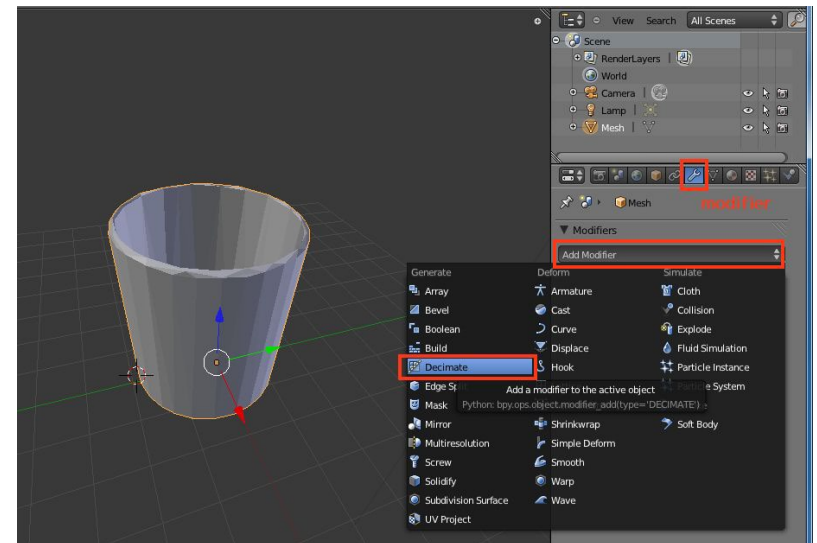 View Search All Scenes
Scene
RenderLayers
World
Camera
Lamp
Mesh
Mesh
modifier
Modifiers
Add Modifier
Generate Deform Simulate
Array Armature Cloth
Bevel Cast Collision
Boolean Curve Explode
Build Displace Fluid Simulation
Decimate Hook Particle Instance
Edge Sp System
Add a modifier to the active object
Mask
Python: bpy.ops.object.modifier_add(type='DECIMATE')
Mirror Shrinkwrap Soft Body
Multiresolution Simple Deform
Screw Smooth
Solidify Warp
Subdivision Surface Wave
UV Project